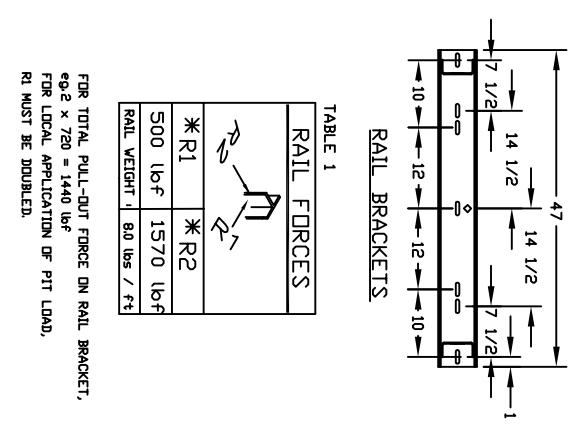 47
14 1/2
14 1/2
7 1/2
7 1/2
1
10
12
12
10
RAIL BRACKETS
TABLE 1
RAIL FORCES
R2
R1
*R1
*R2
500 lbf
1570 lbf
RAIL WEIGHT :
8.0 lbs / ft
FOR TOTAL PULL-OUT FORCE ON RAIL BRACKET,
eg.2 x 720 = 1440 lbf
FOR LOCAL APPLICATION OF PIT LOAD,
R1 MUST BE DOUBLED.